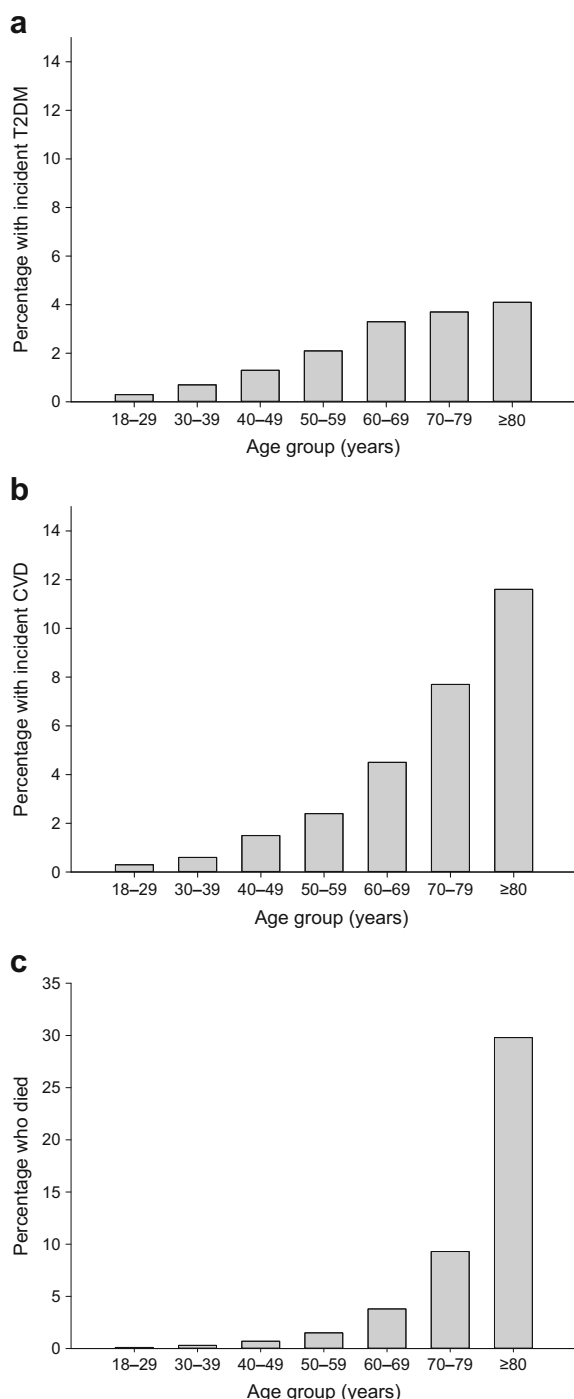 a
Percentage with incident T2DM
14
12
10
8
6
4
2
0
18–29 30–39 40–49 50–59 60–69 70–79 ≥80
Age group (years)
b
Percentage with incident CVD
14
12
10
8
6
4
2
0
18–29 30–39 40–49 50–59 60–69 70–79 ≥80
Age group (years)
c
Percentage who died
35
30
25
20
15
10
5
0
18–29 30–39 40–49 50–59 60–69 70–79 ≥80
Age group (years)